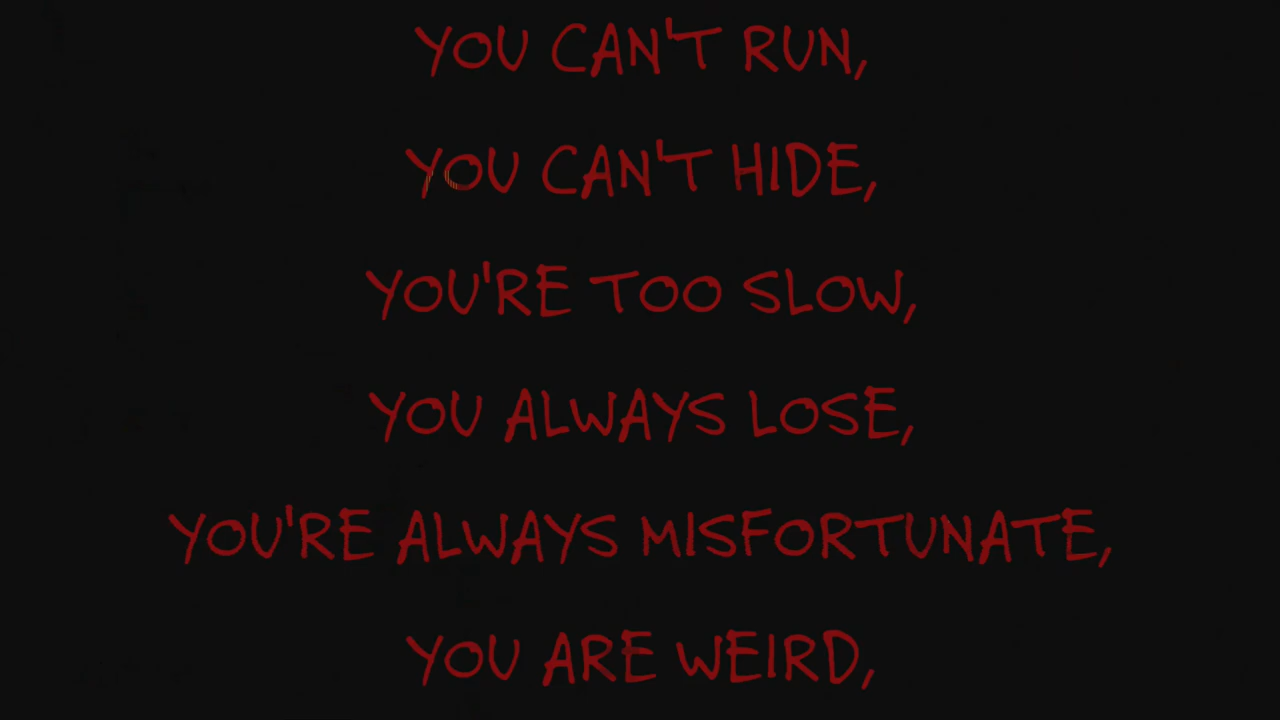 YOU CAN'T RUN,
YOU CAN'T HIDE,
YOU'RE TOO SLOW,
YOU ALWAYS LOSE,
YOU'RE ALWAYS MISFORTUNATE,
YOU ARE WEIRD,